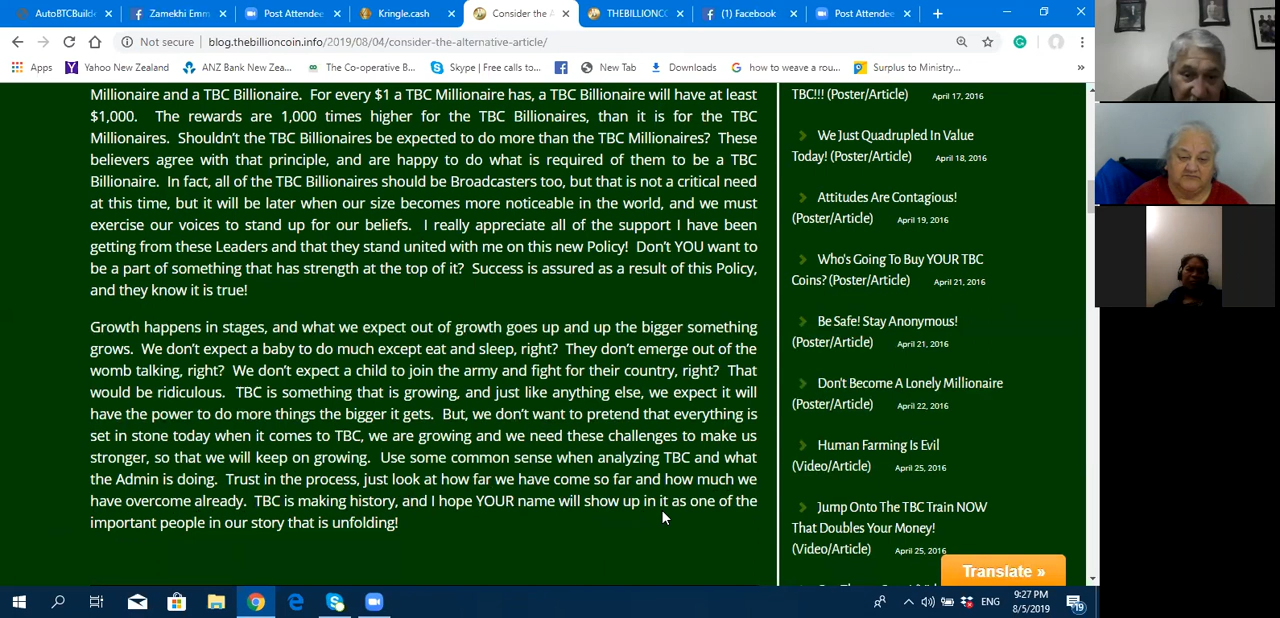 AutoBTCBuilde
Zamekhi Emm
Post Attendee
Kringle.cash
Consider the A
THEBILLIONCO
(1) Facebook
Post Attendee
Not secure
blog.thebillioncoin.info/2019/08/04/consider-the-alternative-article/
Apps
Yahoo New Zealand
ANZ Bank New Zea...
The Co-operative B...
Skype | Free calls to...
New Tab
Downloads
how to weave a rou...
Surplus to Ministry...
»
Millionaire and a TBC Billionaire. For every $1 a TBC Millionaire has, a TBC Billionaire will have at least
$1,000. The rewards are 1,000 times higher for the TBC Billionaires, than it is for the TBC
Millionaires. Shouldn't the TBC Billionaires be expected to do more than the TBC Millionaires? These
believers agree with that principle, and are happy to do what is required of them to be a TBC
Billionaire. In fact, all of the TBC Billionaires should be Broadcasters too, but that is not a critical need
at this time, but it will be later when our size becomes more noticeable in the world, and we must
exercise our voices to stand up for our beliefs. I really appreciate all of the support I have been
getting from these Leaders and that they stand united with me on this new Policy! Don't YOU want to
be a part of something that has strength at the top of it? Success is assured as a result of this Policy,
and they know it is true!
Growth happens in stages, and what we expect out of growth goes up and up the bigger something
grows. We don't expect a baby to do much except eat and sleep, right? They don't emerge out of the
womb talking, right? We don't expect a child to join the army and fight for their country, right? That
would be ridiculous. TBC is something that is growing, and just like anything else, we expect it will
have the power to do more things the bigger it gets. But, we don't want to pretend that everything is
set in stone today when it comes to TBC, we are growing and we need these challenges to make us
stronger, so that we will keep on growing. Use some common sense when analyzing TBC and what
the Admin is doing. Trust in the process, just look at how far we have come so far and how much we
have overcome already. TBC is making history, and I hope YOUR name will show up in it as one of the
important people in our story that is unfolding!
TBC!!! (Poster/Article) April 17, 2016
We Just Quadrupled In Value
Today! (Poster/Article) April 18, 2016
Attitudes Are Contagious!
(Poster/Article) April 19, 2016
Who's Going To Buy YOUR TBC
Coins? (Poster/Article) April 21, 2016
Be Safe! Stay Anonymous!
(Poster/Article) April 21, 2016
Don't Become A Lonely Millionaire
(Poster/Article) April 22, 2016
Human Farming Is Evil
(Video/Article) April 25, 2016
Jump Onto The TBC Train NOW
That Doubles Your Money!
(Video/Article) April 25, 2016
Translate »
ENG
9:27 PM
8/5/2019
19